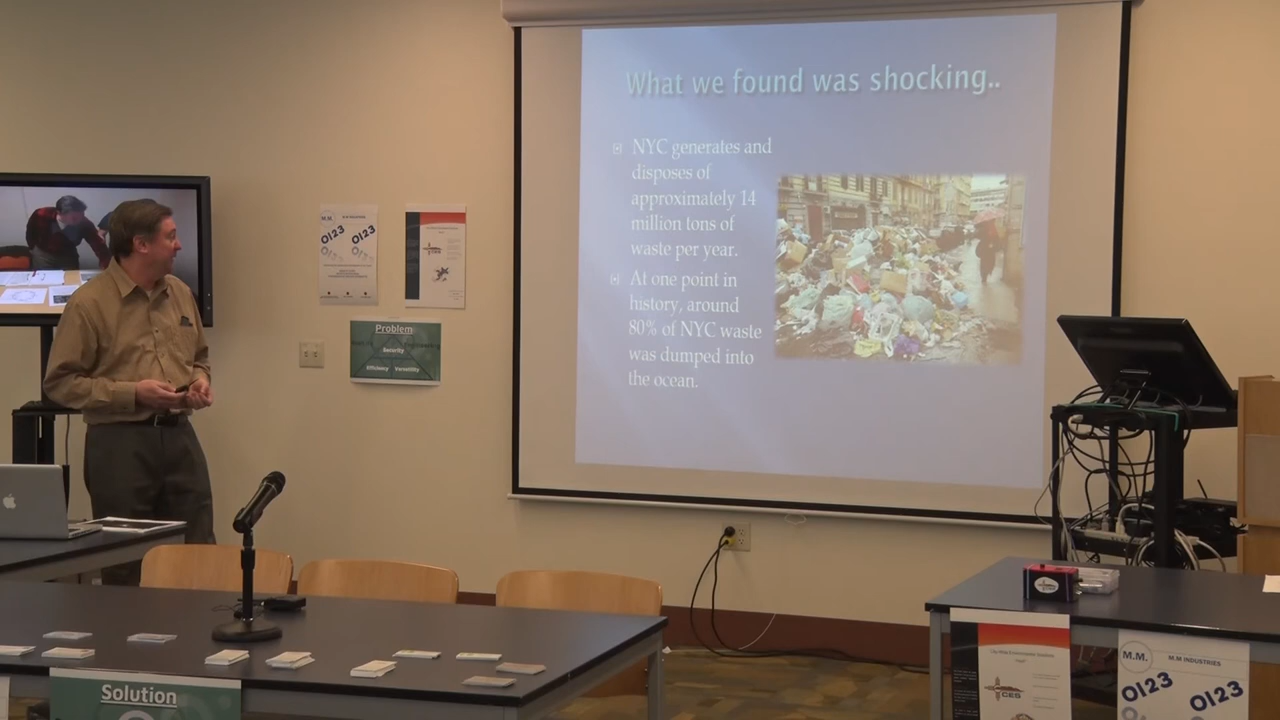 What we found was shocking..
NYC generates and
disposes of
approximately 14
million tons of
waste per year.
At one point in
history, around
80% of NYC waste
was dumped into
the ocean.
M.M.
M.M INDUSTRIES
0123
0123
CES
Problem
Security
Efficiency Versatility
Solution
CES
M.M.
M.M INDUSTRIES
0123
0123